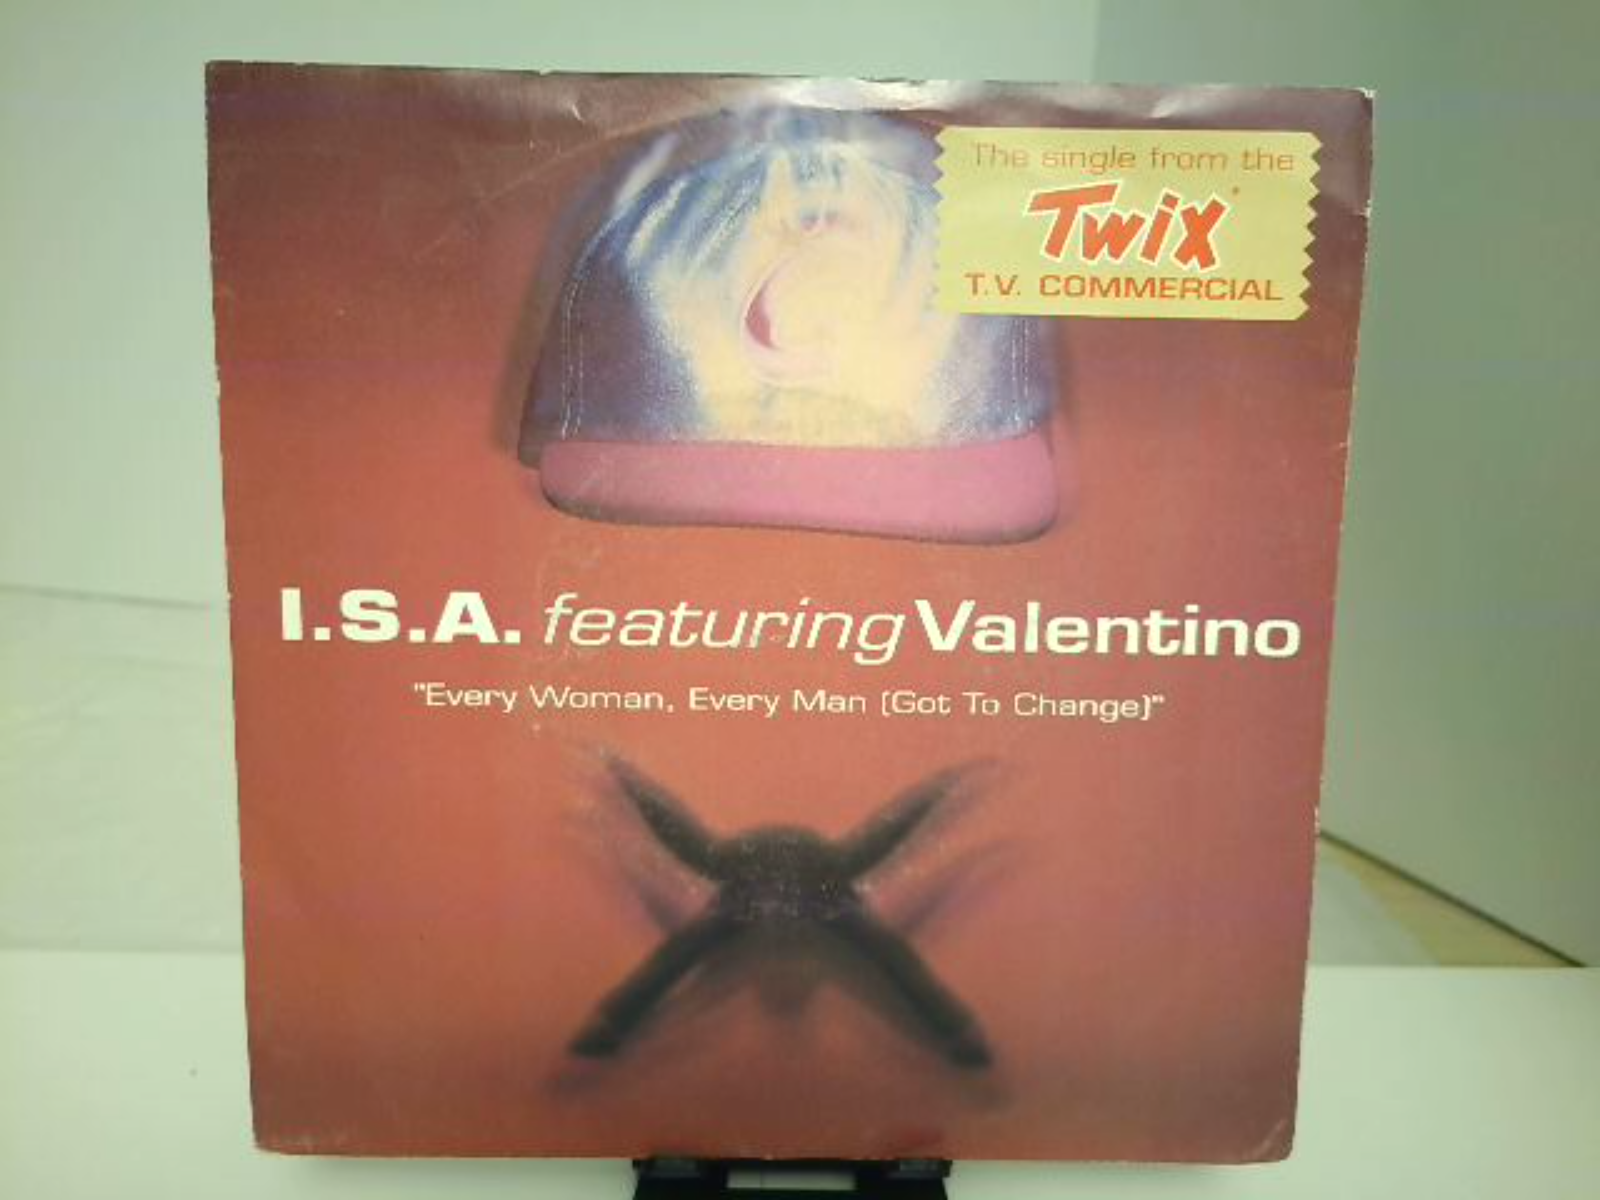 The single from the
Twix
T.V. COMMERCIAL
I.S.A. featuring Valentino
"Every Woman, Every Man (Got To Change)"